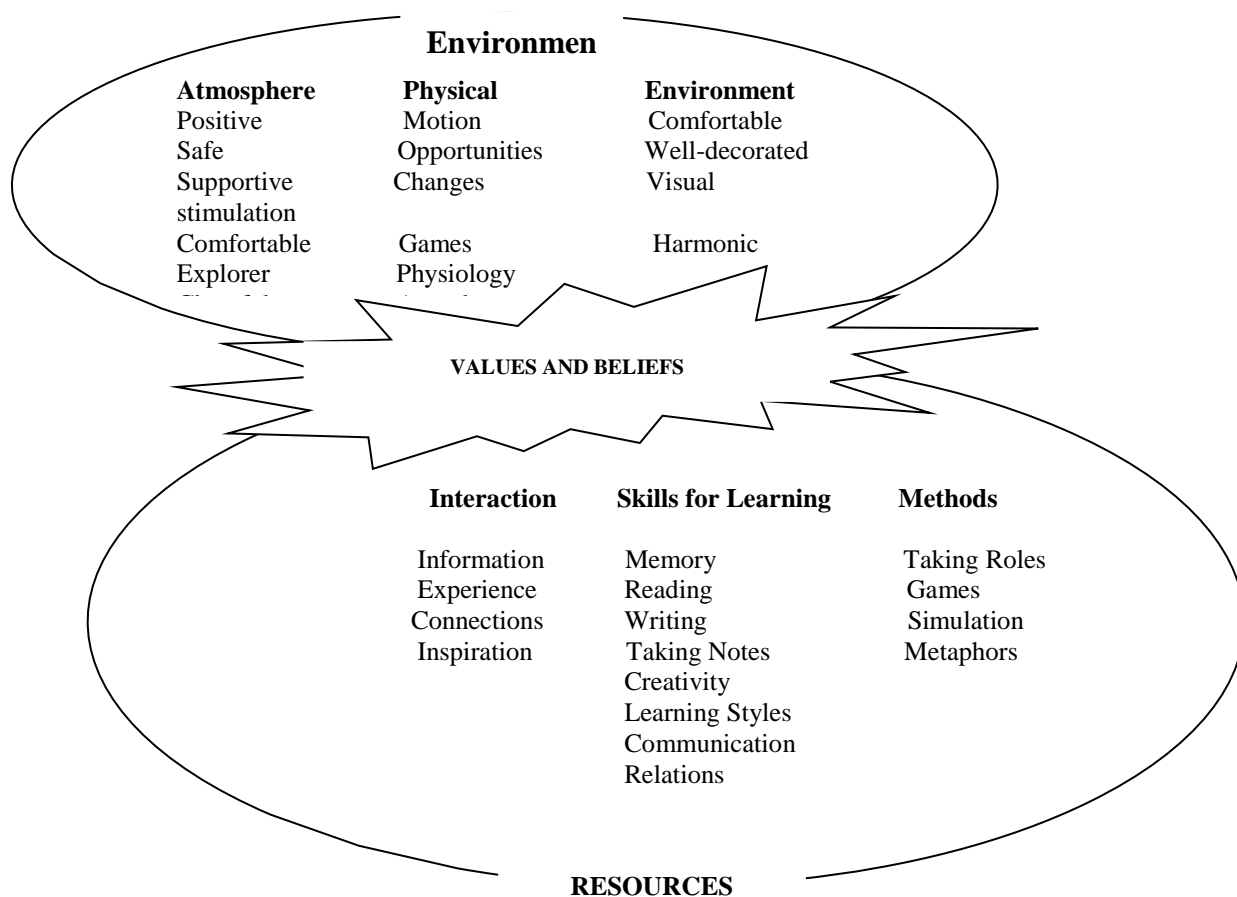 Environmen
Atmosphere Physical Environment
Positive Motion Comfortable
Safe Opportunities Well-decorated
Supportive Changes Visual
stimulation
Comfortable Games Harmonic
Explorer Physiology
VALUES AND BELIEFS
Interaction Skills for Learning Methods
Information Memory Taking Roles
Experience Reading Games
Connections Writing Simulation
Inspiration Taking Notes Metaphors
Creativity
Learning Styles
Communication
Relations
RESOURCES